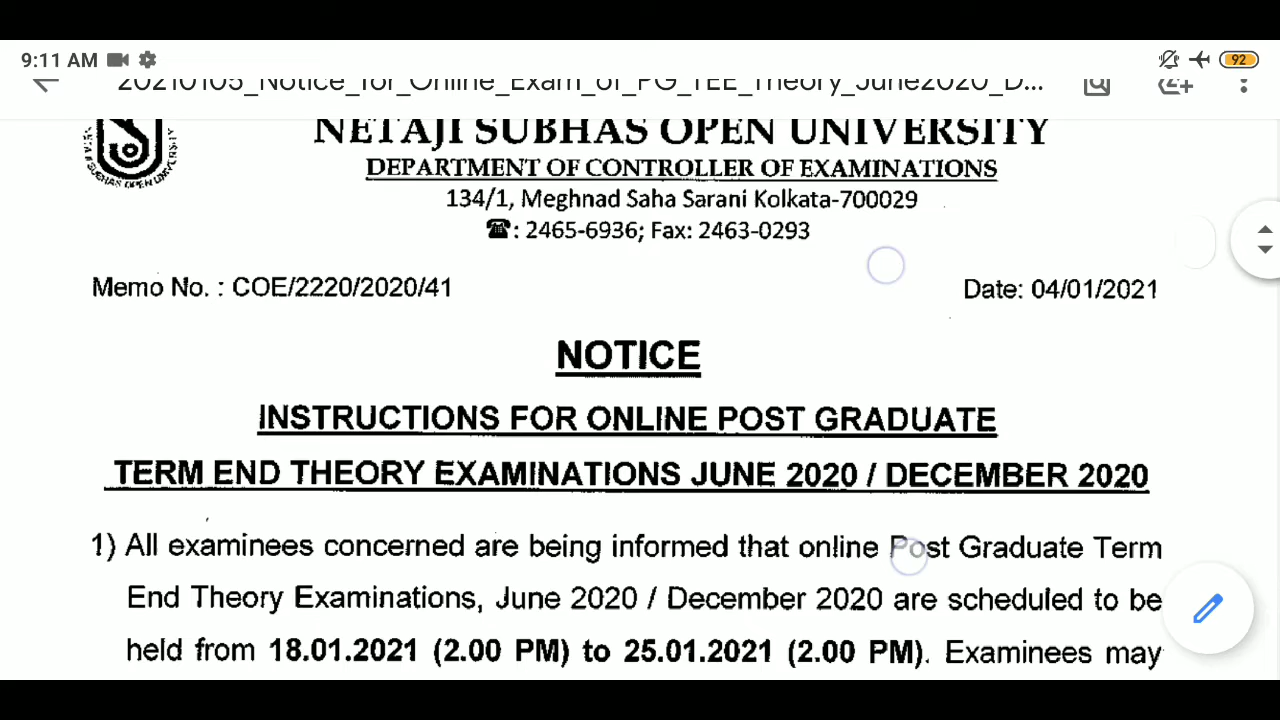 9:11 AM
92
20210105_Notice_for_Online_Exam_of_PG_TEE_Theory_June2020_D...
NETAJI SUBHAS OPEN UNIVERSITY
DEPARTMENT OF CONTROLLER OF EXAMINATIONS
134/1, Meghnad Saha Sarani Kolkata-700029
☎: 2465-6936; Fax: 2463-0293
Memo No. : COE/2220/2020/41
Date: 04/01/2021
NOTICE
INSTRUCTIONS FOR ONLINE POST GRADUATE
TERM END THEORY EXAMINATIONS JUNE 2020 / DECEMBER 2020
1) All examinees concerned are being informed that online Post Graduate Term
End Theory Examinations, June 2020 / December 2020 are scheduled to be
held from 18.01.2021 (2.00 PM) to 25.01.2021 (2.00 PM). Examinees may